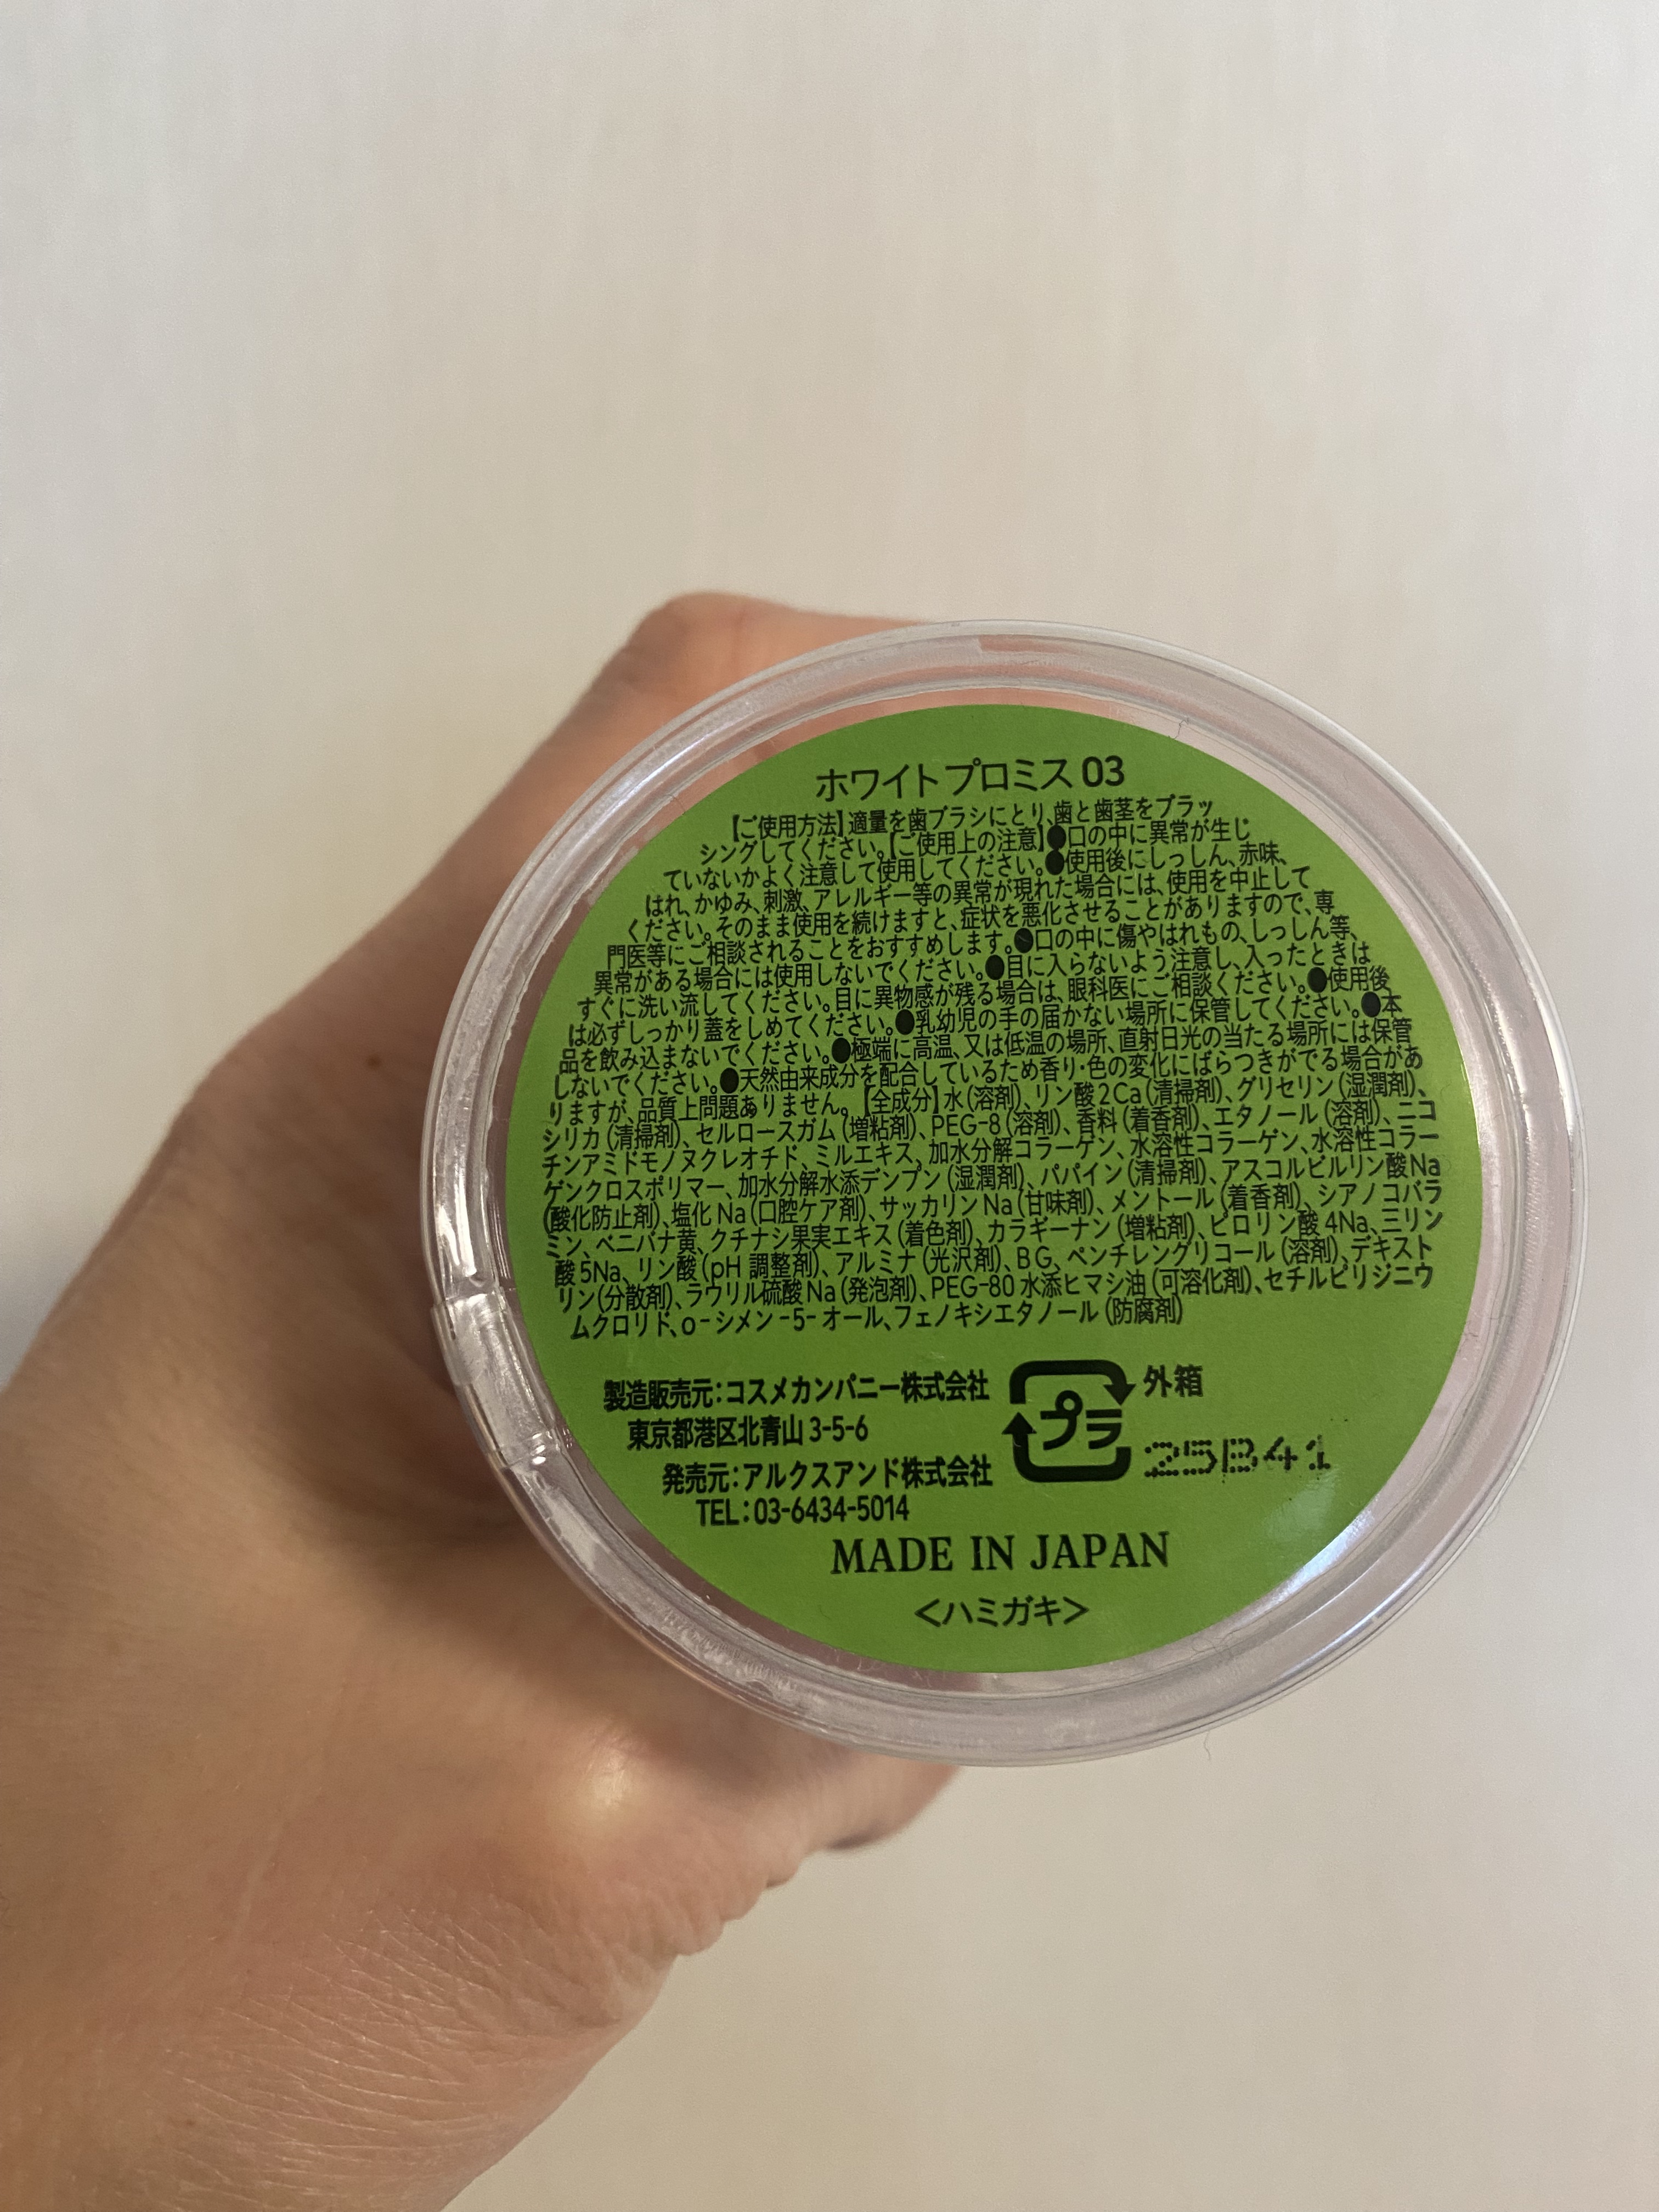 ホワイト プロミス 03
【ご使用方法】適量を歯ブラシにとり、歯と歯茎をブラッ
シングしてください。【ご使用上の注意】●口の中に異常が生じ
ていないかよく注意して使用してください。●使用後にしっしん、赤味、
はれ、かゆみ、刺激、アレルギー等の異常が現れた場合には、使用を中止して
ください。そのまま使用を続けますと、症状を悪化させることがありますので、専
門医等にご相談されることをおすすめします。●口の中に傷やはれもの、しっしん等、
異常がある場合には使用しないでください。●目に入らないよう注意し、入ったときは
すぐに洗い流してください。目に異物感が残る場合は、眼科医にご相談ください。●使用後
は必ずしっかり蓋をしめてください。●乳幼児の手の届かない場所に保管してください。●本
品を飲み込まないでください。●極端に高温、又は低温の場所、直射日光の当たる場所には保管
しないでください。●天然由来成分を配合しているため香り・色の変化にばらつきがでる場合があ
りますが、品質上問題ありません。【全成分】水(溶剤)、リン酸2Ca(清掃剤)、グリセリン(湿潤剤)、
シリカ(清掃剤)、セルロースガム(増粘剤)、PEG-8(溶剤)、香料(着香剤)、エタノール(溶剤)、ニコ
チンアミドモノヌクレオチド、ミルエキス、加水分解コラーゲン、水溶性コラーゲン、水溶性コラー
ゲンクロスポリマー、加水分解水添デンプン(湿潤剤)、パパイン(清掃剤)、アスコルビルリン酸Na
(酸化防止剤)、塩化Na(口腔ケア剤)、サッカリンNa(甘味剤)、メントール(着香剤)、シアノコバラ
ミン、ベニバナ黄、クチナシ果実エキス(着色剤)、カラギーナン(増粘剤)、ピロリン酸4Na、三リン
酸5Na、リン酸(pH調整剤)、アルミナ(光沢剤)、BG、ペンチレングリコール(溶剤)、デキスト
リン(分散剤)、ラウリル硫酸Na(発泡剤)、PEG-80水添ヒマシ油(可溶化剤)、セチルピリジニウ
ムクロリド、o-シメン-5-オール、フェノキシエタノール(防腐剤)
製造販売元：コスメカンパニー株式会社
東京都港区北青山 3-5-6
発売元：アルクスアンド株式会社
TEL：03-6434-5014
プラ
外箱
25B41
MADE IN JAPAN
＜ハミガキ＞